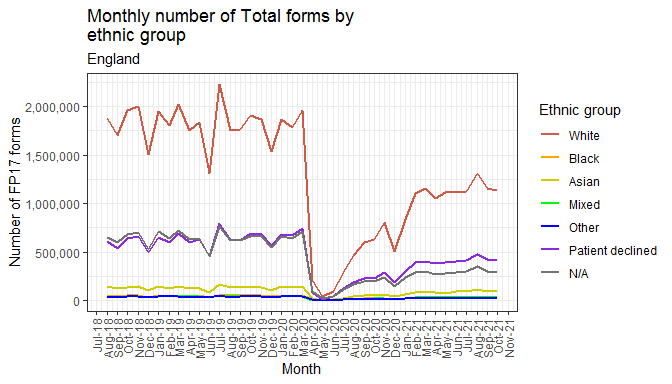 Monthly number of Total forms by
ethnic group
England
Number of FP17 forms
2,000,000
1,500,000
1,000,000
500,000
0
Jul-18
Aug-18
Sep-18
Oct-18
Nov-18
Dec-18
Jan-19
Feb-19
Mar-19
Apr-19
May-19
Jun-19
Jul-19
Aug-19
Sep-19
Oct-19
Nov-19
Dec-19
Jan-20
Feb-20
Mar-20
Apr-20
May-20
Jun-20
Jul-20
Aug-20
Sep-20
Oct-20
Nov-20
Dec-20
Jan-21
Feb-21
Mar-21
Apr-21
May-21
Jun-21
Jul-21
Aug-21
Sep-21
Oct-21
Nov-21
Month
Ethnic group
White
Black
Asian
Mixed
Other
Patient declined
N/A